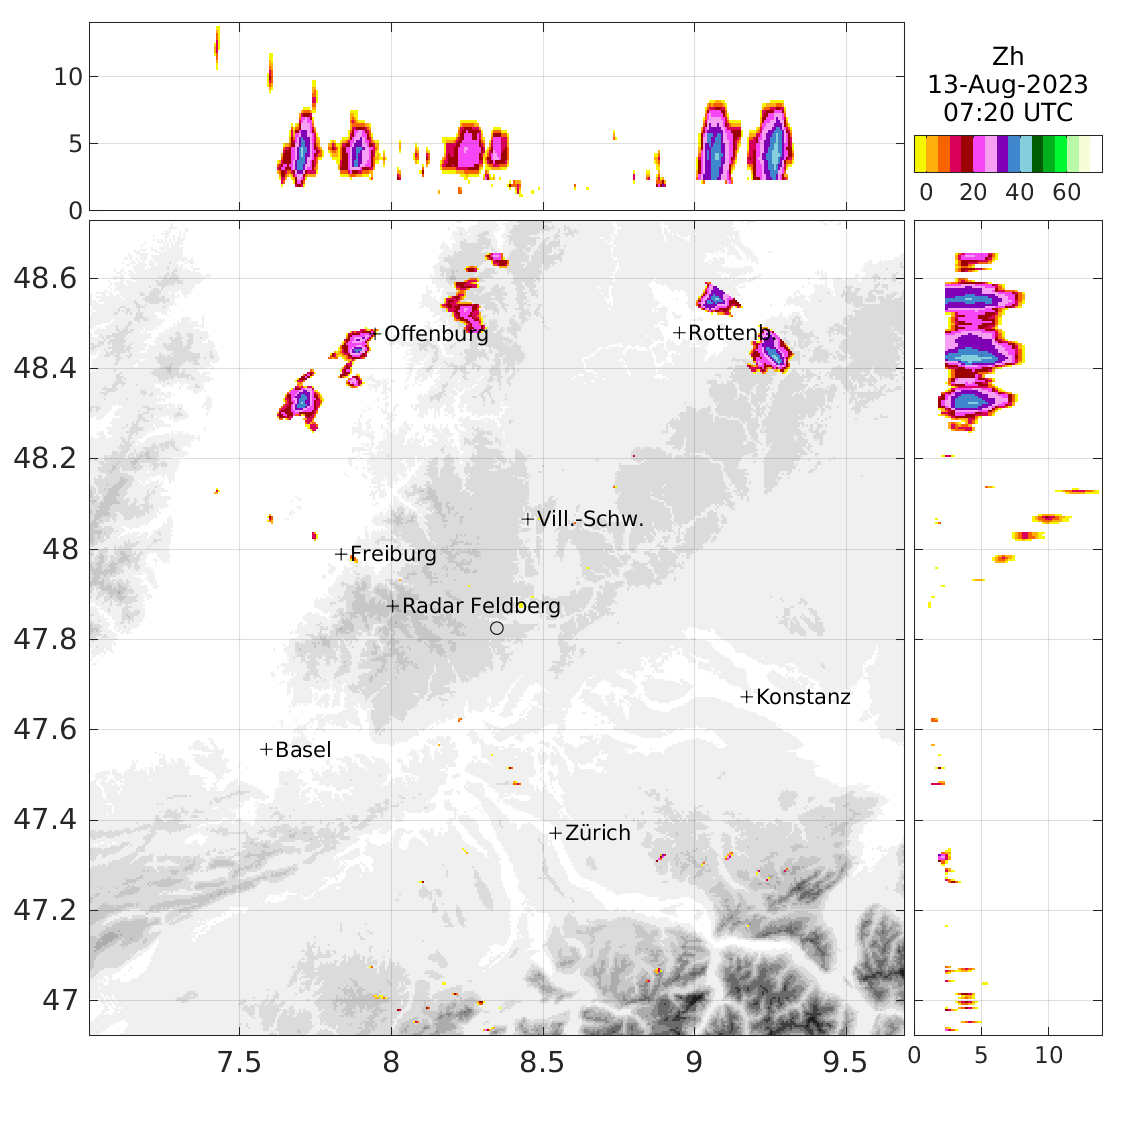 10
5
0
Zh
13-Aug-2023
07:20 UTC
0 20 40 60
48.6
48.4
48.2
48
47.8
47.6
47.4
47.2
47
Offenburg
Rottenb
Vill.-Schw.
Freiburg
Radar Feldberg
Konstanz
Basel
Zürich
7.5 8 8.5 9 9.5
0 5 10